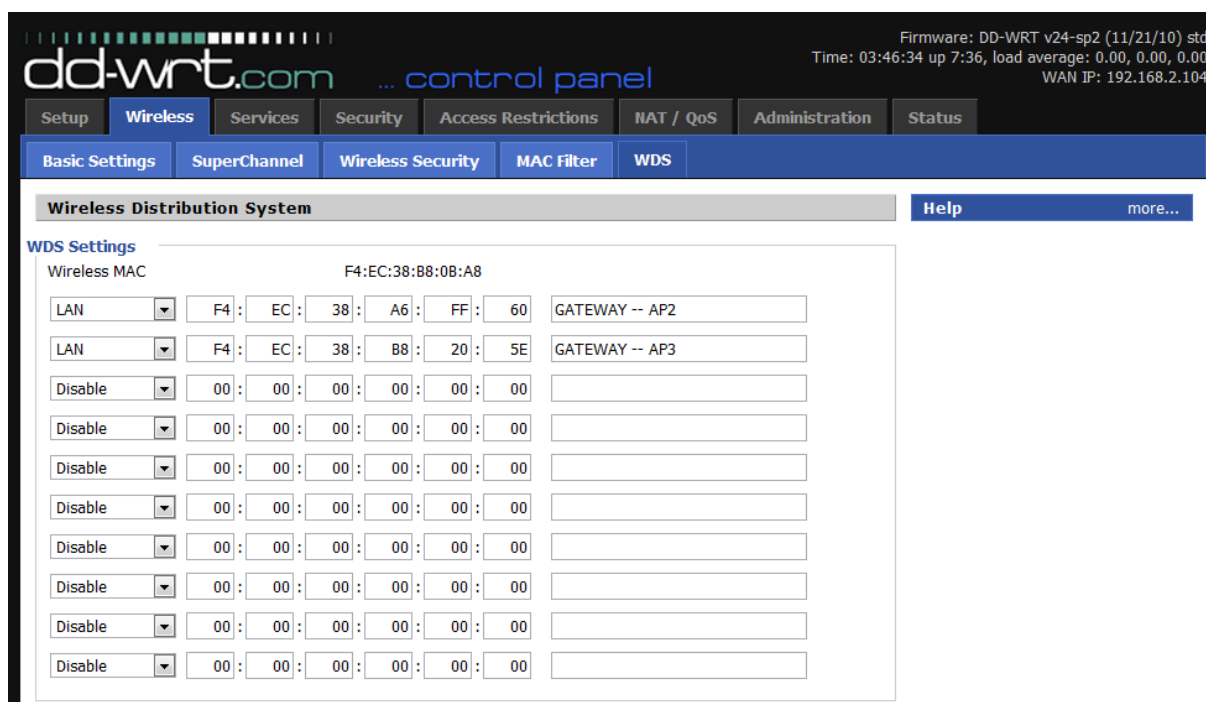 Firmware: DD-WRT v24-sp2 (11/21/10) std
Time: 03:46:34 up 7:36, load average: 0.00, 0.00, 0.00
WAN IP: 192.168.2.104
dd-wrt.com ... control panel
Setup Wireless Services Security Access Restrictions NAT / QoS Administration Status
Basic Settings SuperChannel Wireless Security MAC Filter WDS
Wireless Distribution System Help more...
WDS Settings
Wireless MAC F4:EC:38:B8:0B:A8
LAN F4 : EC : 38 : A6 : FF : 60 GATEWAY -- AP2
LAN F4 : EC : 38 : B8 : 20 : 5E GATEWAY -- AP3
Disable 00 : 00 : 00 : 00 : 00 : 00
Disable 00 : 00 : 00 : 00 : 00 : 00
Disable 00 : 00 : 00 : 00 : 00 : 00
Disable 00 : 00 : 00 : 00 : 00 : 00
Disable 00 : 00 : 00 : 00 : 00 : 00
Disable 00 : 00 : 00 : 00 : 00 : 00
Disable 00 : 00 : 00 : 00 : 00 : 00
Disable 00 : 00 : 00 : 00 : 00 : 00